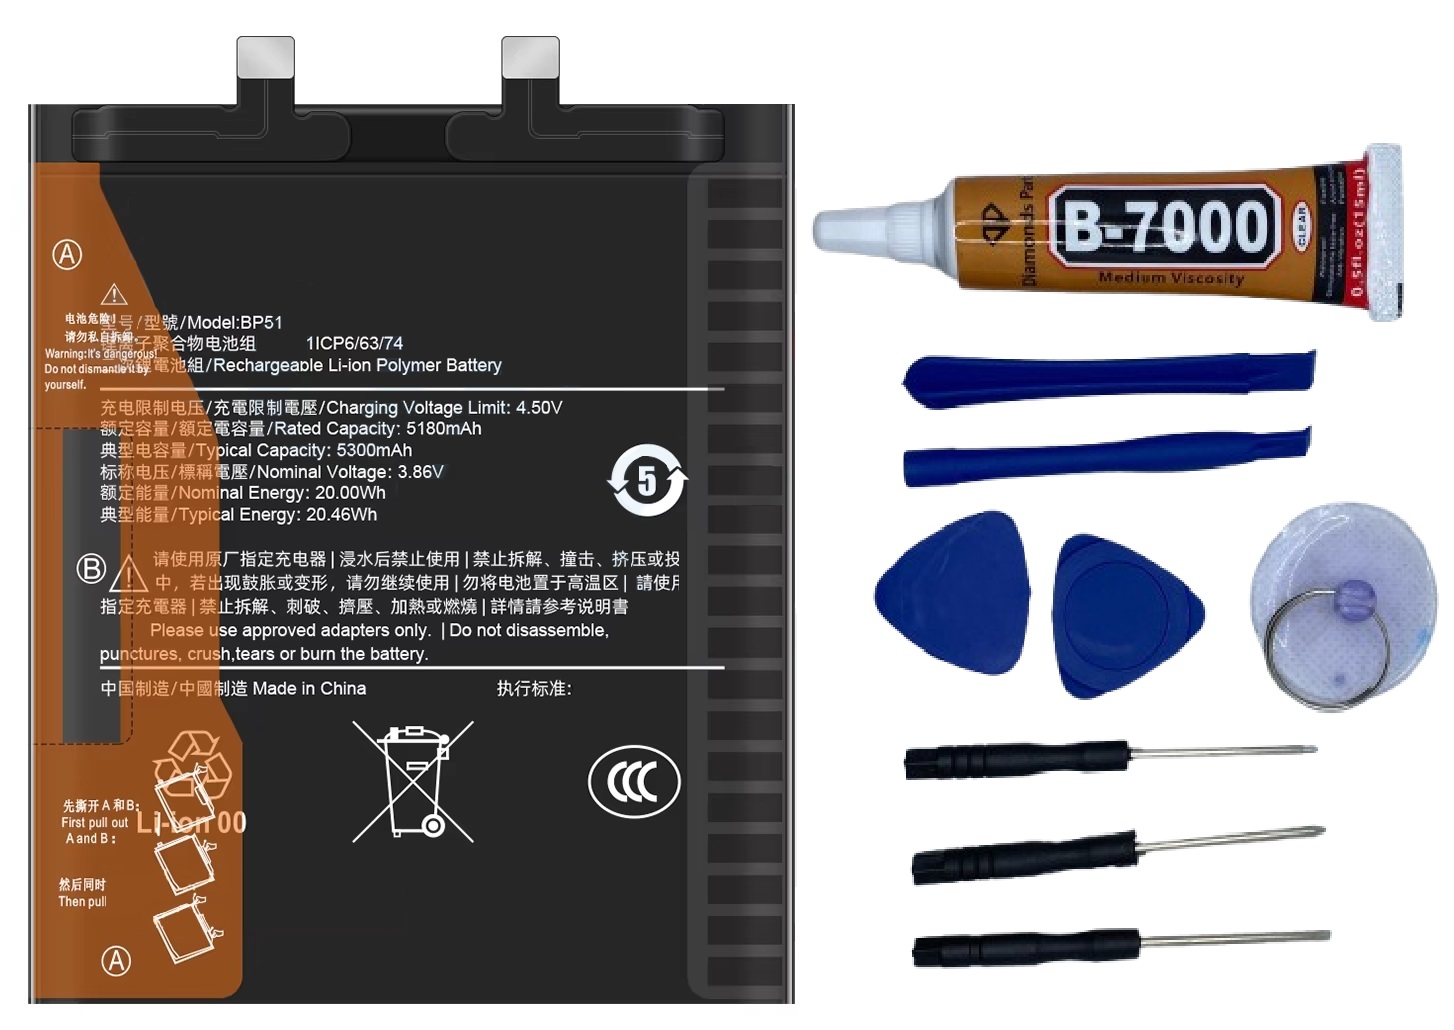 A
电池危险!
请勿私自拆卸。
Warning:It's dangerous!
Do not dismantle it by
yourself.
型号/型號/Model:BP51
锂离子聚合物电池组 1ICP6/63/74
電池組/Rechargeable Li-ion Polymer Battery
充电限制电压/充電限制電壓/Charging Voltage Limit: 4.50V
额定容量/額定電容量/Rated Capacity: 5180mAh
典型电容量/Typical Capacity: 5300mAh
标称电压/標稱電壓/Nominal Voltage: 3.86V
额定能量/Nominal Energy: 20.00Wh
典型能量/Typical Energy: 20.46Wh
5
B
请使用原厂指定充电器|浸水后禁止使用|禁止拆解、撞击、挤压或投
中，若出现鼓胀或变形，请勿继续使用|勿将电池置于高温区| 請使用
指定充電器|禁止拆解、刺破、擠壓、加熱或燃燒|詳情請参考说明書
Please use approved adapters only. |Do not disassemble,
punctures, crush,tears or burn the battery.
中国制造/中國制造 Made in China 执行标准:
CCC
Li-ion 00
先撕开 A 和 B:
First pull out
A and B :
然后同时
Then pull
A
Diamonds Part
B-7000
CLEAR
Medium Viscosity
0.5fl.oz(15ml)